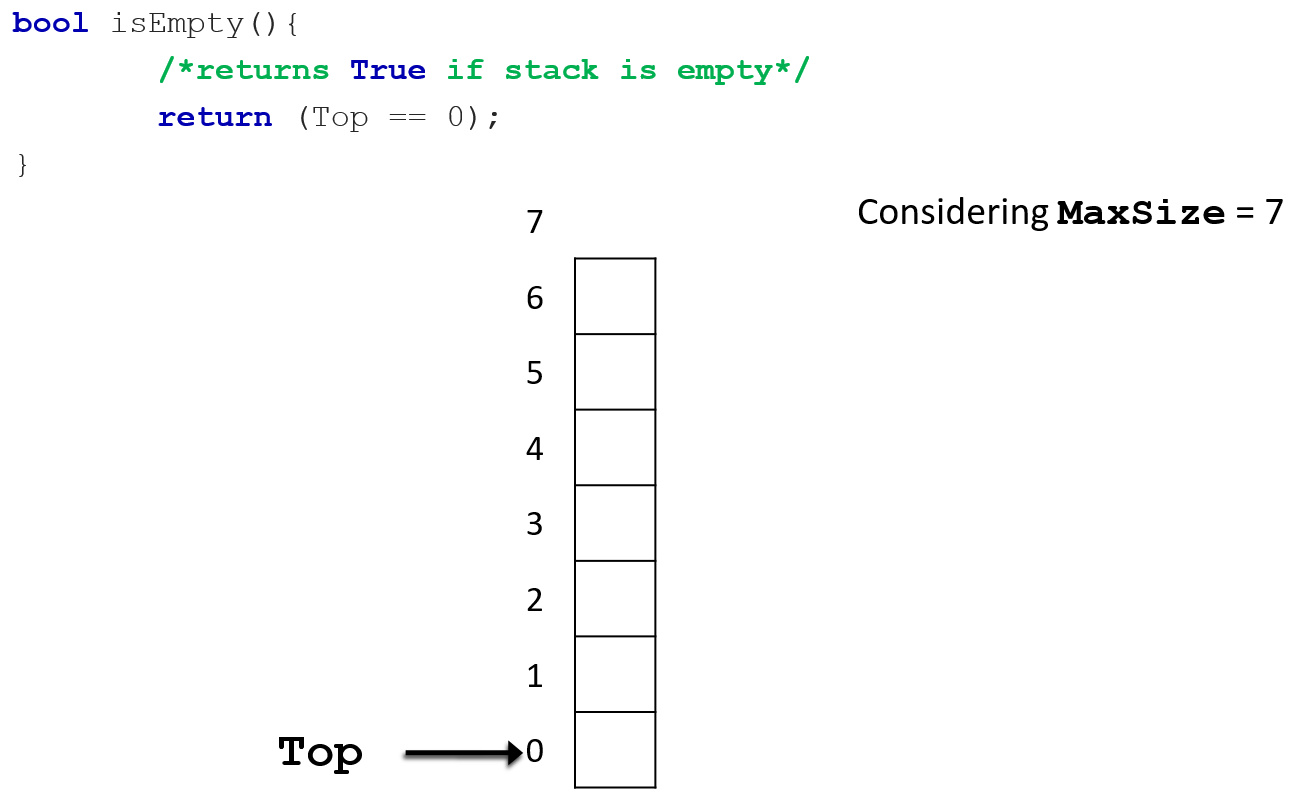 bool isEmpty(){
/*returns True if stack is empty*/
return (Top == 0);
}
Considering MaxSize = 7
7
6
5
4
3
2
1
Top 0